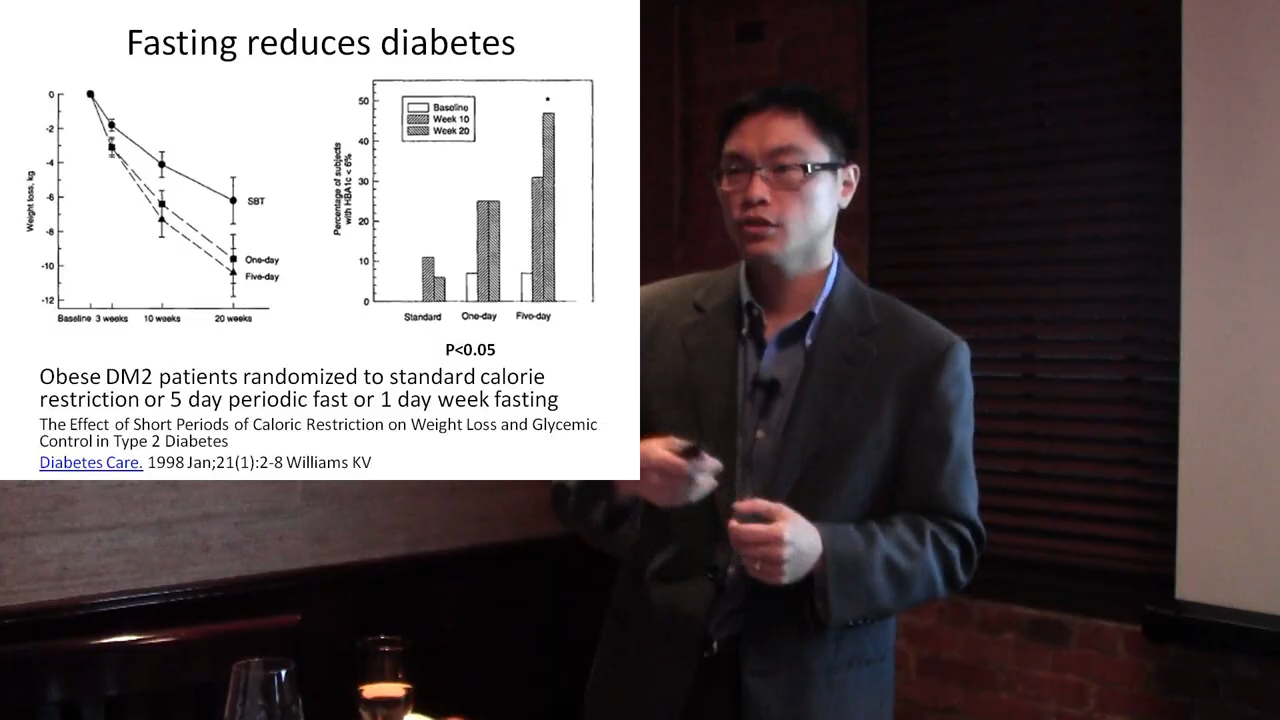 Fasting reduces diabetes
0
-2
-4
-6
-8
-10
-12
Weight loss, kg
SBT
One-day
Five-day
Baseline 3 weeks 10 weeks 20 weeks
50
40
30
20
10
0
Percentage of subjects
with HBA1c < 6%
Baseline
Week 10
Week 20
Standard One-day Five-day
P<0.05
Obese DM2 patients randomized to standard calorie
restriction or 5 day periodic fast or 1 day week fasting
The Effect of Short Periods of Caloric Restriction on Weight Loss and Glycemic
Control in Type 2 Diabetes
Diabetes Care. 1998 Jan;21(1):2-8 Williams KV